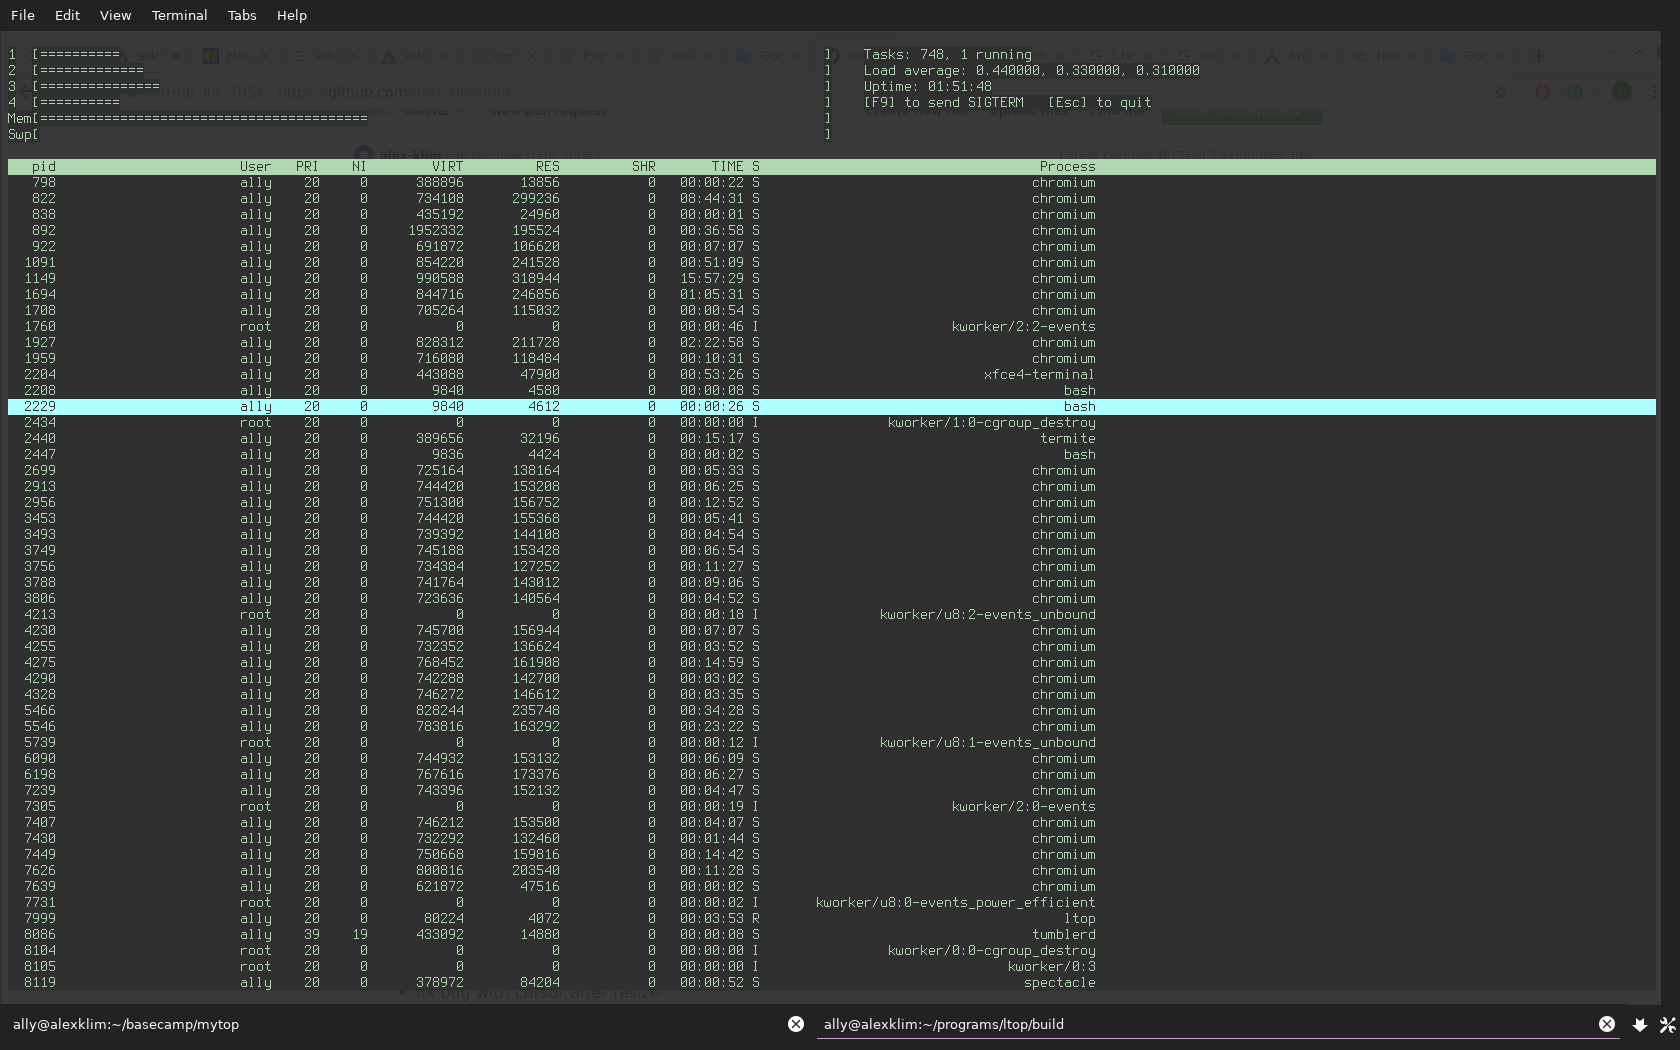 File Edit View Terminal Tabs Help
1 [========== ] Tasks: 748, 1 running
2 [============= ] Load average: 0.440000, 0.330000, 0.310000
3 [=============== ] Uptime: 01:51:48
4 [========== ] [F9] to send SIGTERM [Esc] to quit
Mem[========================================= ]
Swp[ ]
pid User PRI NI VIRT RES SHR TIME S Process
798 ally 20 0 388896 13856 0 00:00:22 S chromium
822 ally 20 0 734108 299236 0 08:44:31 S chromium
838 ally 20 0 435192 24960 0 00:00:01 S chromium
892 ally 20 0 1952332 195524 0 00:36:58 S chromium
922 ally 20 0 691872 106620 0 00:07:07 S chromium
1091 ally 20 0 854220 241528 0 00:51:09 S chromium
1149 ally 20 0 990588 318944 0 15:57:29 S chromium
1694 ally 20 0 844716 246856 0 01:05:31 S chromium
1708 ally 20 0 705264 115032 0 00:00:54 S chromium
1760 root 20 0 0 0 0 00:00:46 I kworker/2:2-events
1927 ally 20 0 828312 211728 0 02:22:58 S chromium
1959 ally 20 0 716080 118484 0 00:10:31 S chromium
2204 ally 20 0 443088 47900 0 00:53:26 S xfce4-terminal
2208 ally 20 0 9840 4580 0 00:00:08 S bash
2229 ally 20 0 9840 4612 0 00:00:26 S bash
2434 root 20 0 0 0 0 00:00:00 I kworker/1:0-cgroup_destroy
2440 ally 20 0 389656 32196 0 00:15:17 S termite
2447 ally 20 0 9836 4424 0 00:00:02 S bash
2699 ally 20 0 725164 138164 0 00:05:33 S chromium
2913 ally 20 0 744420 153208 0 00:06:25 S chromium
2956 ally 20 0 751300 156752 0 00:12:52 S chromium
3453 ally 20 0 744420 155368 0 00:05:41 S chromium
3493 ally 20 0 739392 144108 0 00:04:54 S chromium
3749 ally 20 0 745188 153428 0 00:06:54 S chromium
3756 ally 20 0 734384 127252 0 00:11:27 S chromium
3788 ally 20 0 741764 143012 0 00:09:06 S chromium
3806 ally 20 0 723636 140564 0 00:04:52 S chromium
4213 root 20 0 0 0 0 00:00:18 I kworker/u8:2-events_unbound
4230 ally 20 0 745700 156944 0 00:07:07 S chromium
4255 ally 20 0 732352 136624 0 00:03:52 S chromium
4275 ally 20 0 768452 161908 0 00:14:59 S chromium
4290 ally 20 0 742288 142700 0 00:03:02 S chromium
4328 ally 20 0 746272 146612 0 00:03:35 S chromium
5466 ally 20 0 828244 235748 0 00:34:28 S chromium
5546 ally 20 0 783816 163292 0 00:23:22 S chromium
5739 root 20 0 0 0 0 00:00:12 I kworker/u8:1-events_unbound
6090 ally 20 0 744932 153132 0 00:06:09 S chromium
6198 ally 20 0 767616 173376 0 00:06:27 S chromium
7239 ally 20 0 743396 152132 0 00:04:47 S chromium
7305 root 20 0 0 0 0 00:00:19 I kworker/2:0-events
7407 ally 20 0 746212 153500 0 00:04:07 S chromium
7430 ally 20 0 732292 132460 0 00:01:44 S chromium
7449 ally 20 0 750668 159816 0 00:14:42 S chromium
7626 ally 20 0 800816 203540 0 00:11:28 S chromium
7639 ally 20 0 621872 47516 0 00:00:02 S chromium
7731 root 20 0 0 0 0 00:00:02 I kworker/u8:0-events_power_efficient
7999 ally 20 0 80224 4072 0 00:03:53 R ltop
8086 ally 39 19 433092 14880 0 00:00:08 S tumblerd
8104 root 20 0 0 0 0 00:00:00 I kworker/0:0-cgroup_destroy
8105 root 20 0 0 0 0 00:00:00 I kworker/0:3
8119 ally 20 0 378972 84204 0 00:00:52 S spectacle
ally@alexklim:~/basecamp/mytop ally@alexklim:~/programs/ltop/build